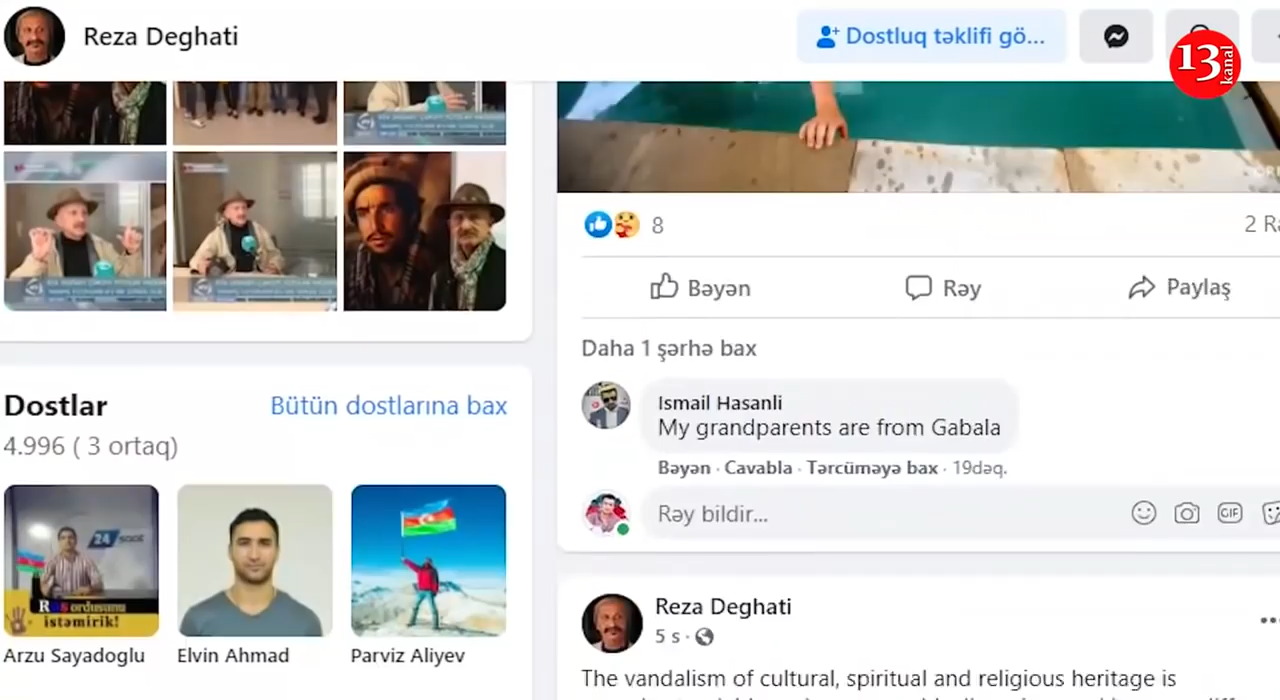 Reza Deghati
Dostluq təklifi gö...
13
kanal
8
2 Rə
Bəyən
Rəy
Paylaş
Daha 1 şərhə bax
Ismail Hasanli
My grandparents are from Gabala
Bəyən · Cavabla · Tərcüməyə bax · 19dəq.
Rəy bildir...
GIF
Dostlar
Bütün dostlarına bax
4.996 ( 3 ortaq)
24 SAAT
Rus ordusunu
istəmirik!
Arzu Sayadoglu
Elvin Ahmad
Parviz Aliyev
Reza Deghati
5 s ·
The vandalism of cultural, spiritual and religious heritage is